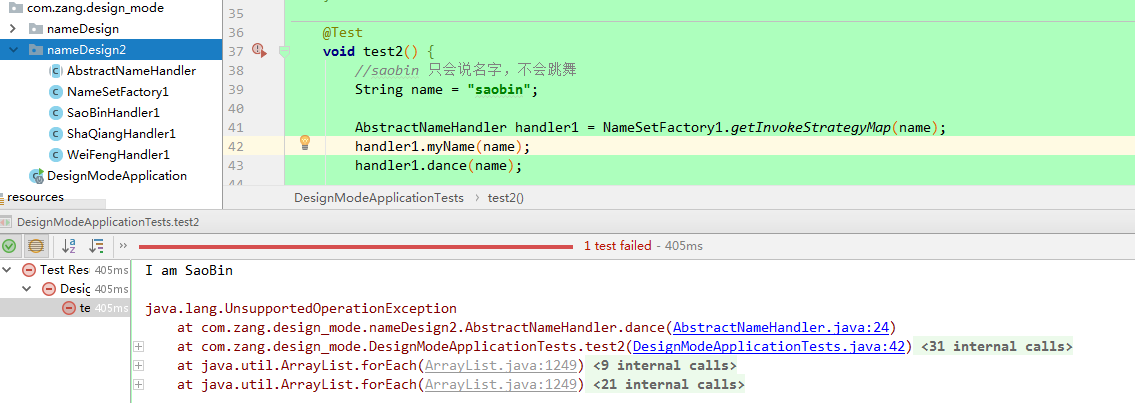 com.zang.design_mode
nameDesign
nameDesign2
AbstractNameHandler
NameSetFactory1
SaoBinHandler1
ShaQiangHandler1
WeiFengHandler1
DesignModeApplication
resources
35
36 @Test
37 void test2() {
38 //saobin 只会说名字，不会跳舞
39 String name = "saobin";
40
41 AbstractNameHandler handler1 = NameSetFactory1.getInvokeStrategyMap(name);
42 handler1.myName(name);
43 handler1.dance(name);
44
DesignModeApplicationTests › test2()
DesignModeApplicationTests.test2
1 test failed - 405ms
Test Res 405ms
Desig 405ms
te 405ms
I am SaoBin
java.lang.UnsupportedOperationException
at com.zang.design_mode.nameDesign2.AbstractNameHandler.dance(AbstractNameHandler.java:24)
at com.zang.design_mode.DesignModeApplicationTests.test2(DesignModeApplicationTests.java:42) <31 internal calls>
at java.util.ArrayList.forEach(ArrayList.java:1249) <9 internal calls>
at java.util.ArrayList.forEach(ArrayList.java:1249) <21 internal calls>